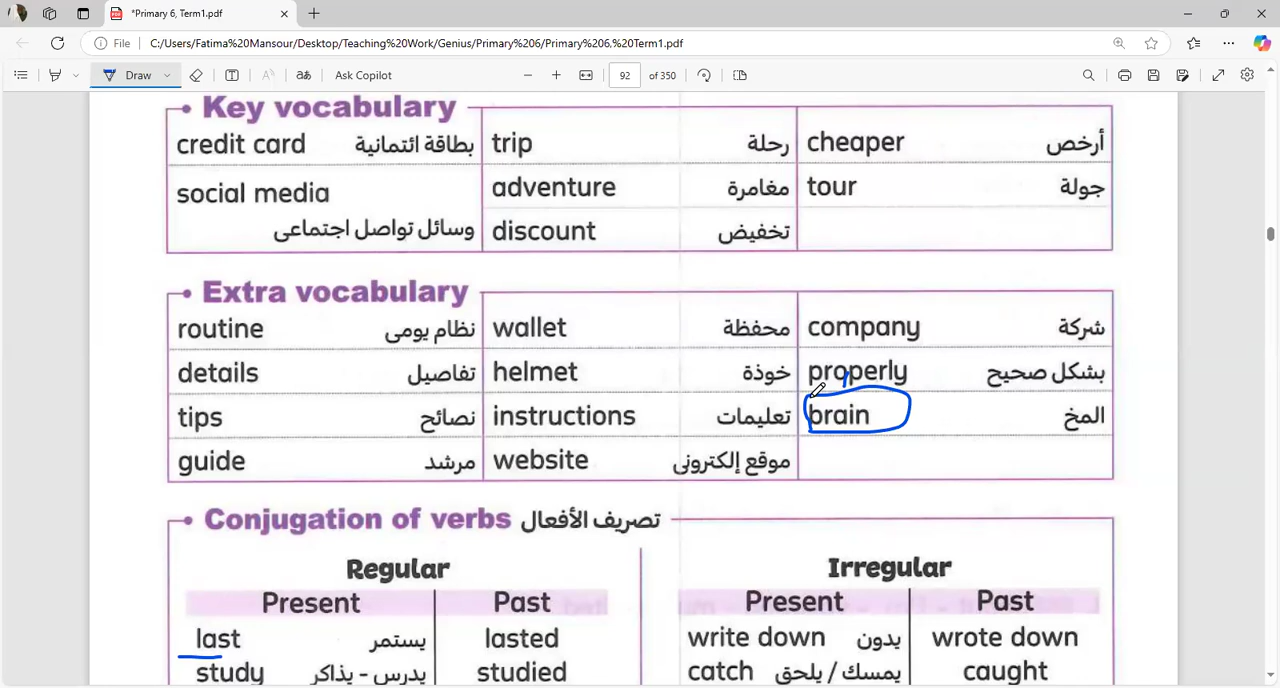 *Primary 6, Term1.pdf
File C:/Users/Fatima%20Mansour/Desktop/Teaching%20Work/Genius/Primary%206/Primary%206.%20Term1.pdf
Draw Ask Copilot 92 of 350
Key vocabulary
credit card بطاقة ائتمانية trip رحلة cheaper أرخص
social media وسائل تواصل اجتماعى adventure مغامرة tour جولة
discount تخفيض
Extra vocabulary
routine نظام يومى wallet محفظة company شركة
details تفاصيل helmet خوذة properly بشكل صحيح
tips نصائح instructions تعليمات brain المخ
guide مرشد website موقع إلكترونى
Conjugation of verbs تصريف الأفعال
Regular Irregular
Present Past Present Past
last يستمر lasted write down يدون wrote down
study يدرس - يذاكر studied catch يمسك / يلحق caught